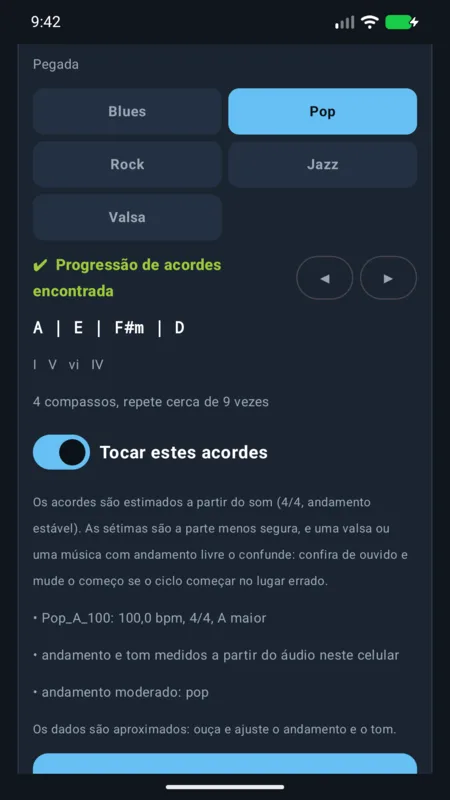 9:42
Pegada
Blues
Pop
Rock
Jazz
Valsa
✔ Progressão de acordes
encontrada
◄ ►
A | E | F#m | D
I V vi IV
4 compassos, repete cerca de 9 vezes
Tocar estes acordes
Os acordes são estimados a partir do som (4/4, andamento
estável). As sétimas são a parte menos segura, e uma valsa ou
uma música com andamento livre o confunde: confira de ouvido e
mude o começo se o ciclo começar no lugar errado.
• Pop_A_100: 100,0 bpm, 4/4, A maior
• andamento e tom medidos a partir do áudio neste celular
• andamento moderado: pop
Os dados são aproximados: ouça e ajuste o andamento e o tom.